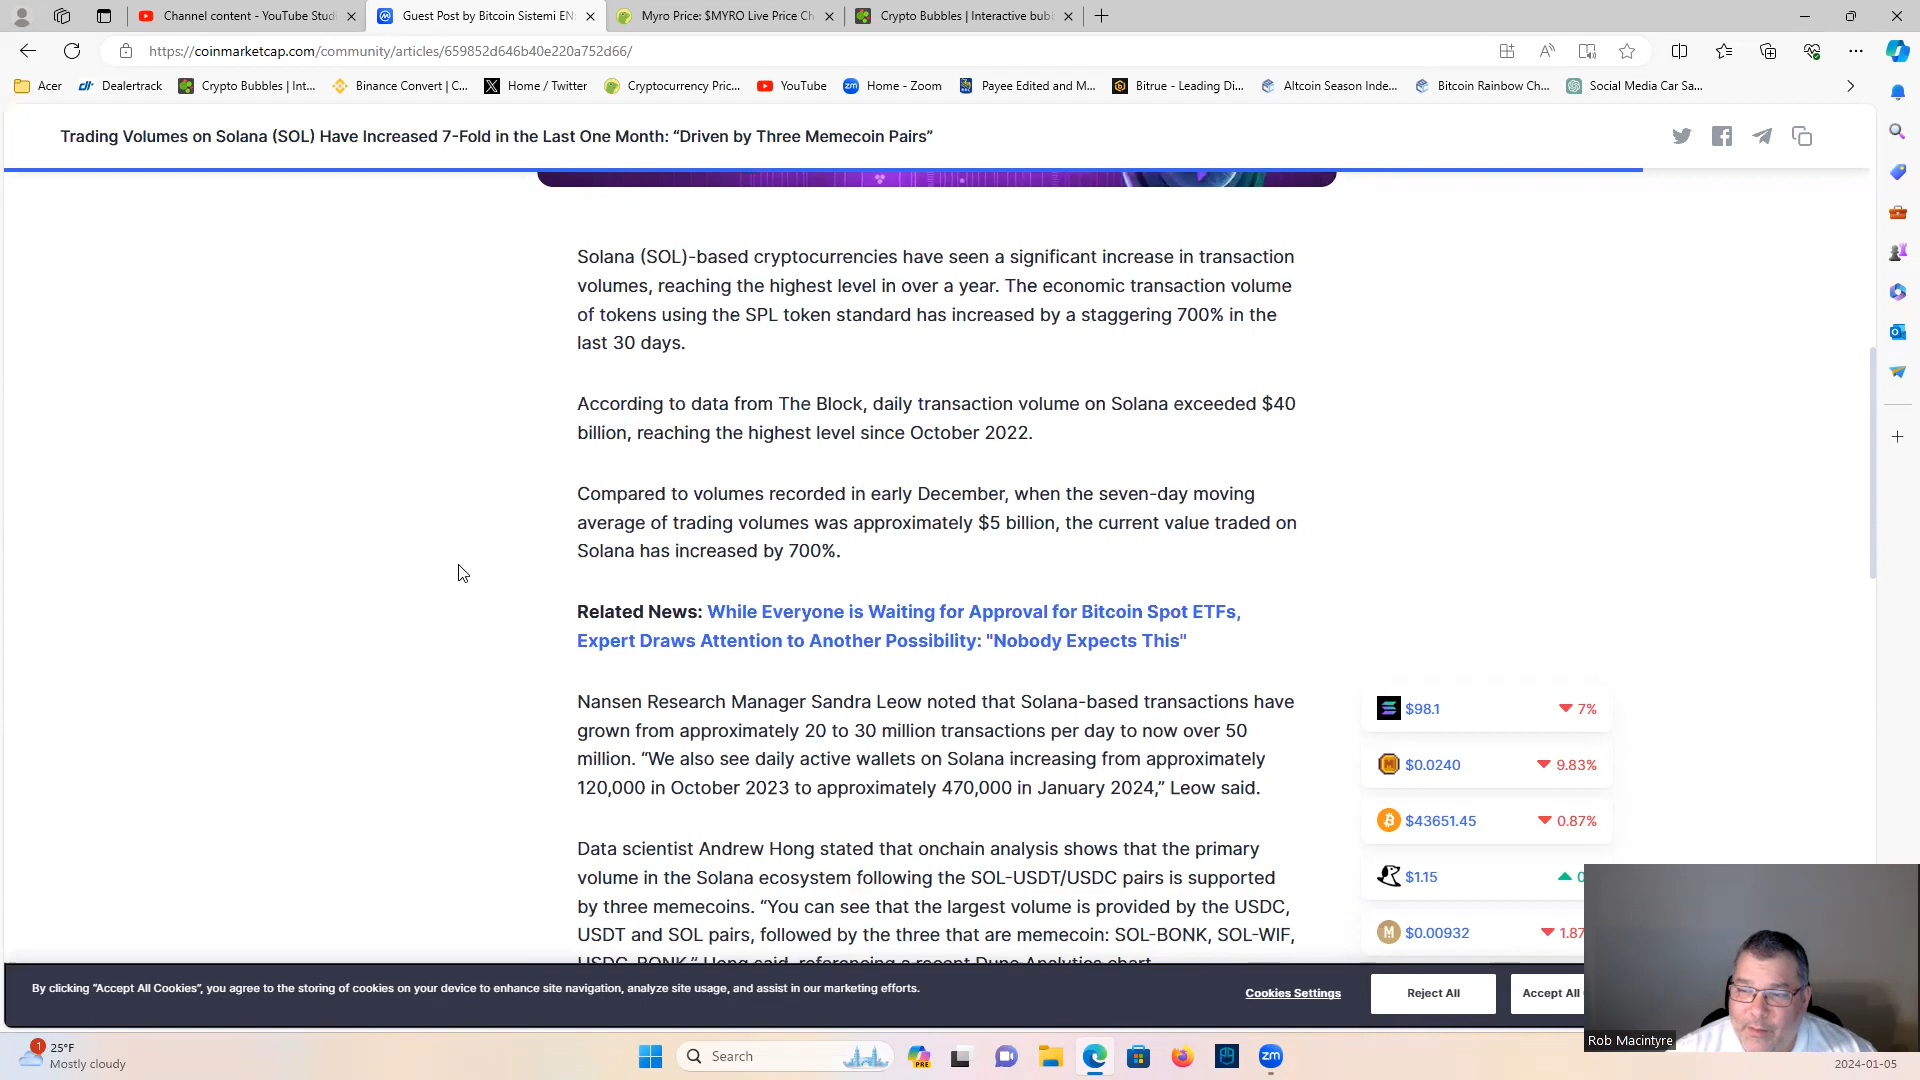 Channel content - YouTube Studi
Guest Post by Bitcoin Sistemi EN:
Myro Price: $MYRO Live Price Ch
Crypto Bubbles | Interactive bub
https://coinmarketcap.com/community/articles/659852d646b40e220a752d66/
Acer
Dealertrack
Crypto Bubbles | Int...
Binance Convert | C...
Home / Twitter
Cryptocurrency Pric...
YouTube
Home - Zoom
Payee Edited and M...
Bitrue - Leading Di...
Altcoin Season Inde...
Bitcoin Rainbow Ch...
Social Media Car Sa...
Trading Volumes on Solana (SOL) Have Increased 7-Fold in the Last One Month: “Driven by Three Memecoin Pairs”
Solana (SOL)-based cryptocurrencies have seen a significant increase in transaction
volumes, reaching the highest level in over a year. The economic transaction volume
of tokens using the SPL token standard has increased by a staggering 700% in the
last 30 days.
According to data from The Block, daily transaction volume on Solana exceeded $40
billion, reaching the highest level since October 2022.
Compared to volumes recorded in early December, when the seven-day moving
average of trading volumes was approximately $5 billion, the current value traded on
Solana has increased by 700%.
Related News: While Everyone is Waiting for Approval for Bitcoin Spot ETFs,
Expert Draws Attention to Another Possibility: "Nobody Expects This"
Nansen Research Manager Sandra Leow noted that Solana-based transactions have
grown from approximately 20 to 30 million transactions per day to now over 50
million. “We also see daily active wallets on Solana increasing from approximately
120,000 in October 2023 to approximately 470,000 in January 2024,” Leow said.
Data scientist Andrew Hong stated that onchain analysis shows that the primary
volume in the Solana ecosystem following the SOL-USDT/USDC pairs is supported
by three memecoins. “You can see that the largest volume is provided by the USDC,
USDT and SOL pairs, followed by the three that are memecoin: SOL-BONK, SOL-WIF,
USDC-BONK,” Hong said, referencing a recent Dune Analytics chart.
$98.1 7%
$0.0240 9.83%
$43651.45 0.87%
$1.15 0
$0.00932 1.87
By clicking “Accept All Cookies”, you agree to the storing of cookies on your device to enhance site navigation, analyze site usage, and assist in our marketing efforts.
Cookies Settings
Reject All
Accept All
Rob Macintyre
1
25°F
Mostly cloudy
Search
PRE
zm
2024-01-05